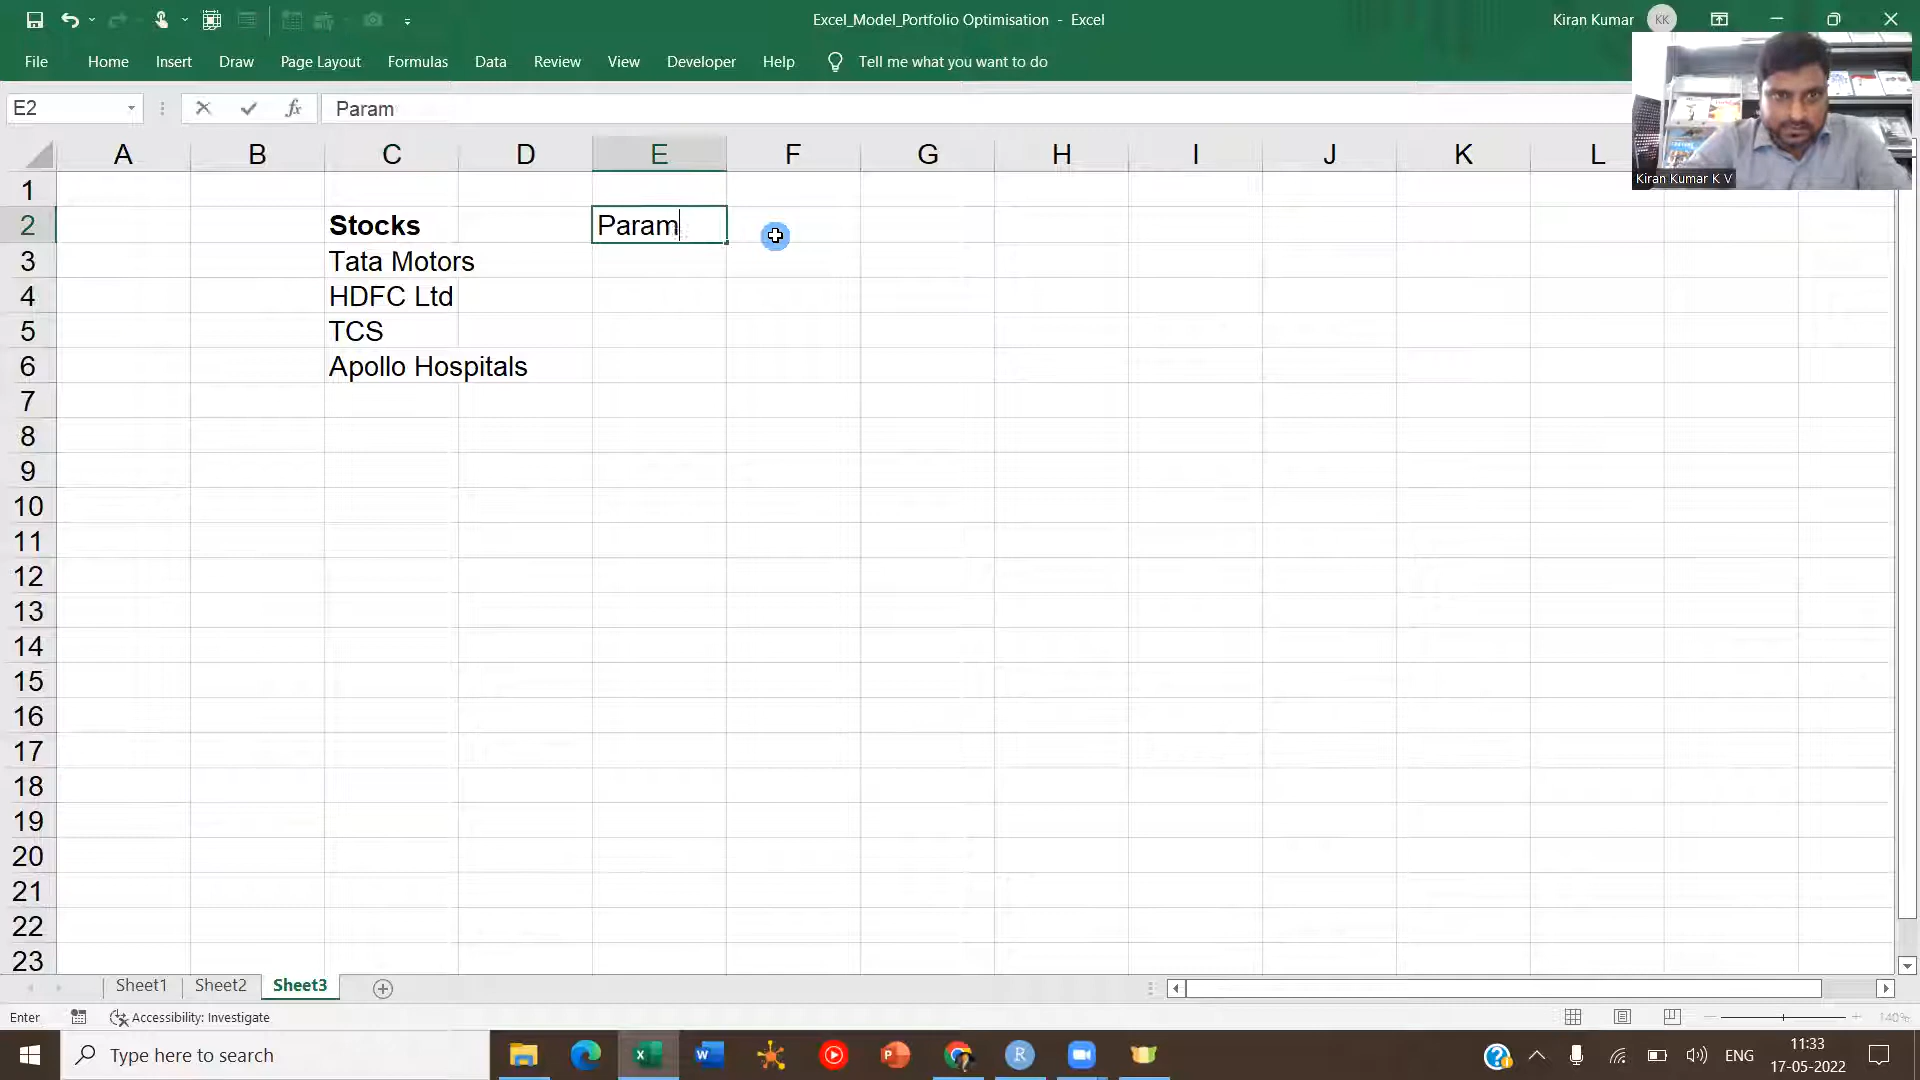 Excel_Model_Portfolio Optimisation - Excel
Kiran Kumar
KK
File Home Insert Draw Page Layout Formulas Data Review View Developer Help Tell me what you want to do
E2
fx
Param
Kiran Kumar K V
A B C D E F G H I J K L
1
2 Stocks Param
3 Tata Motors
4 HDFC Ltd
5 TCS
6 Apollo Hospitals
7
8
9
10
11
12
13
14
15
16
17
18
19
20
21
22
23
Sheet1 Sheet2 Sheet3
Enter Accessibility: Investigate 140%
Type here to search
ENG
11:33
17-05-2022